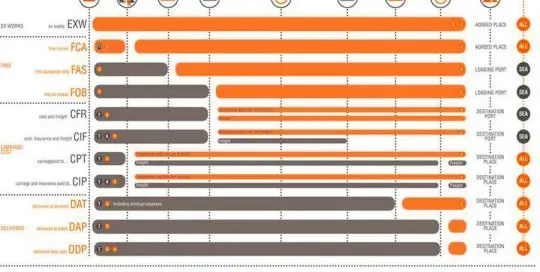 EX WORKS ex works EXW AGREED PLACE ALL
free carrier FCA AGREED PLACE ALL
FREE
free alongside ship FAS LOADING PORT SEA
free on board FOB LOADING PORT SEA
cost and freight CFR DESTINATION PORT SEA
cost, insurance and freight CIF freight DESTINATION PORT SEA
CARRIAGE
COST
carriage paid to... CPT freight freight DESTINATION PLACE ALL
carriage and insurance paid to.. CIP freight freight DESTINATION PLACE ALL
delivered at terminal DAT including terminal expenses DESTINATION PLACE ALL
delivered at place DAP DESTINATION PLACE ALL
delivered duty paid DDP DESTINATION PLACE ALL